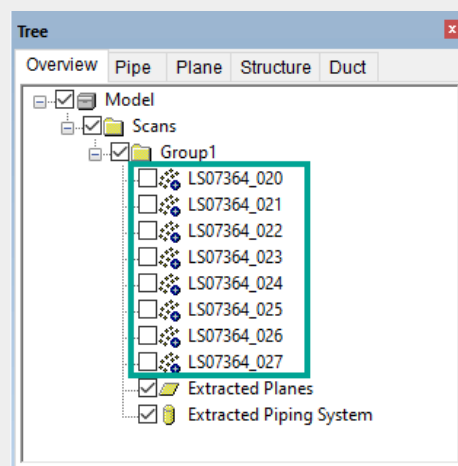 Tree
Overview Pipe Plane Structure Duct
Model
Scans
Group1
LS07364_020
LS07364_021
LS07364_022
LS07364_023
LS07364_024
LS07364_025
LS07364_026
LS07364_027
Extracted Planes
Extracted Piping System